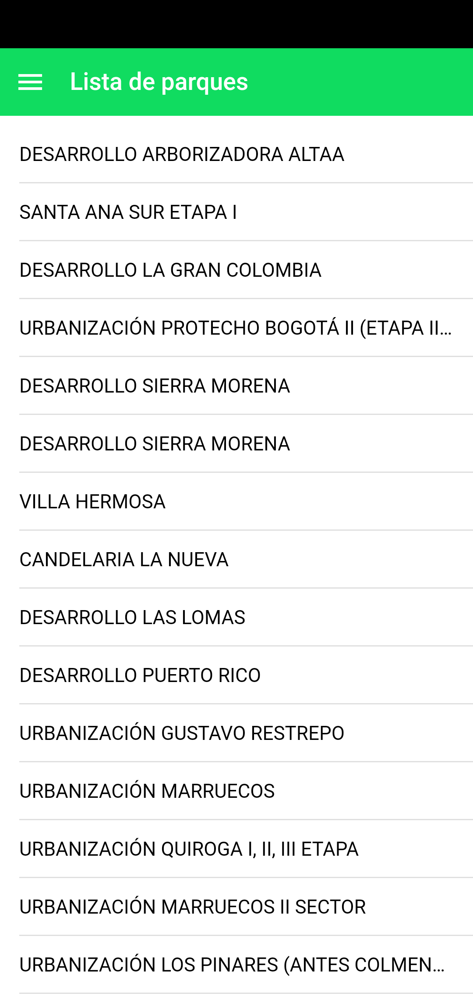 Lista de parques
DESARROLLO ARBORIZADORA ALTAA
SANTA ANA SUR ETAPA I
DESARROLLO LA GRAN COLOMBIA
URBANIZACIÓN PROTECHO BOGOTÁ II (ETAPA II...
DESARROLLO SIERRA MORENA
DESARROLLO SIERRA MORENA
VILLA HERMOSA
CANDELARIA LA NUEVA
DESARROLLO LAS LOMAS
DESARROLLO PUERTO RICO
URBANIZACIÓN GUSTAVO RESTREPO
URBANIZACIÓN MARRUECOS
URBANIZACIÓN QUIROGA I, II, III ETAPA
URBANIZACIÓN MARRUECOS II SECTOR
URBANIZACIÓN LOS PINARES (ANTES COLMEN...